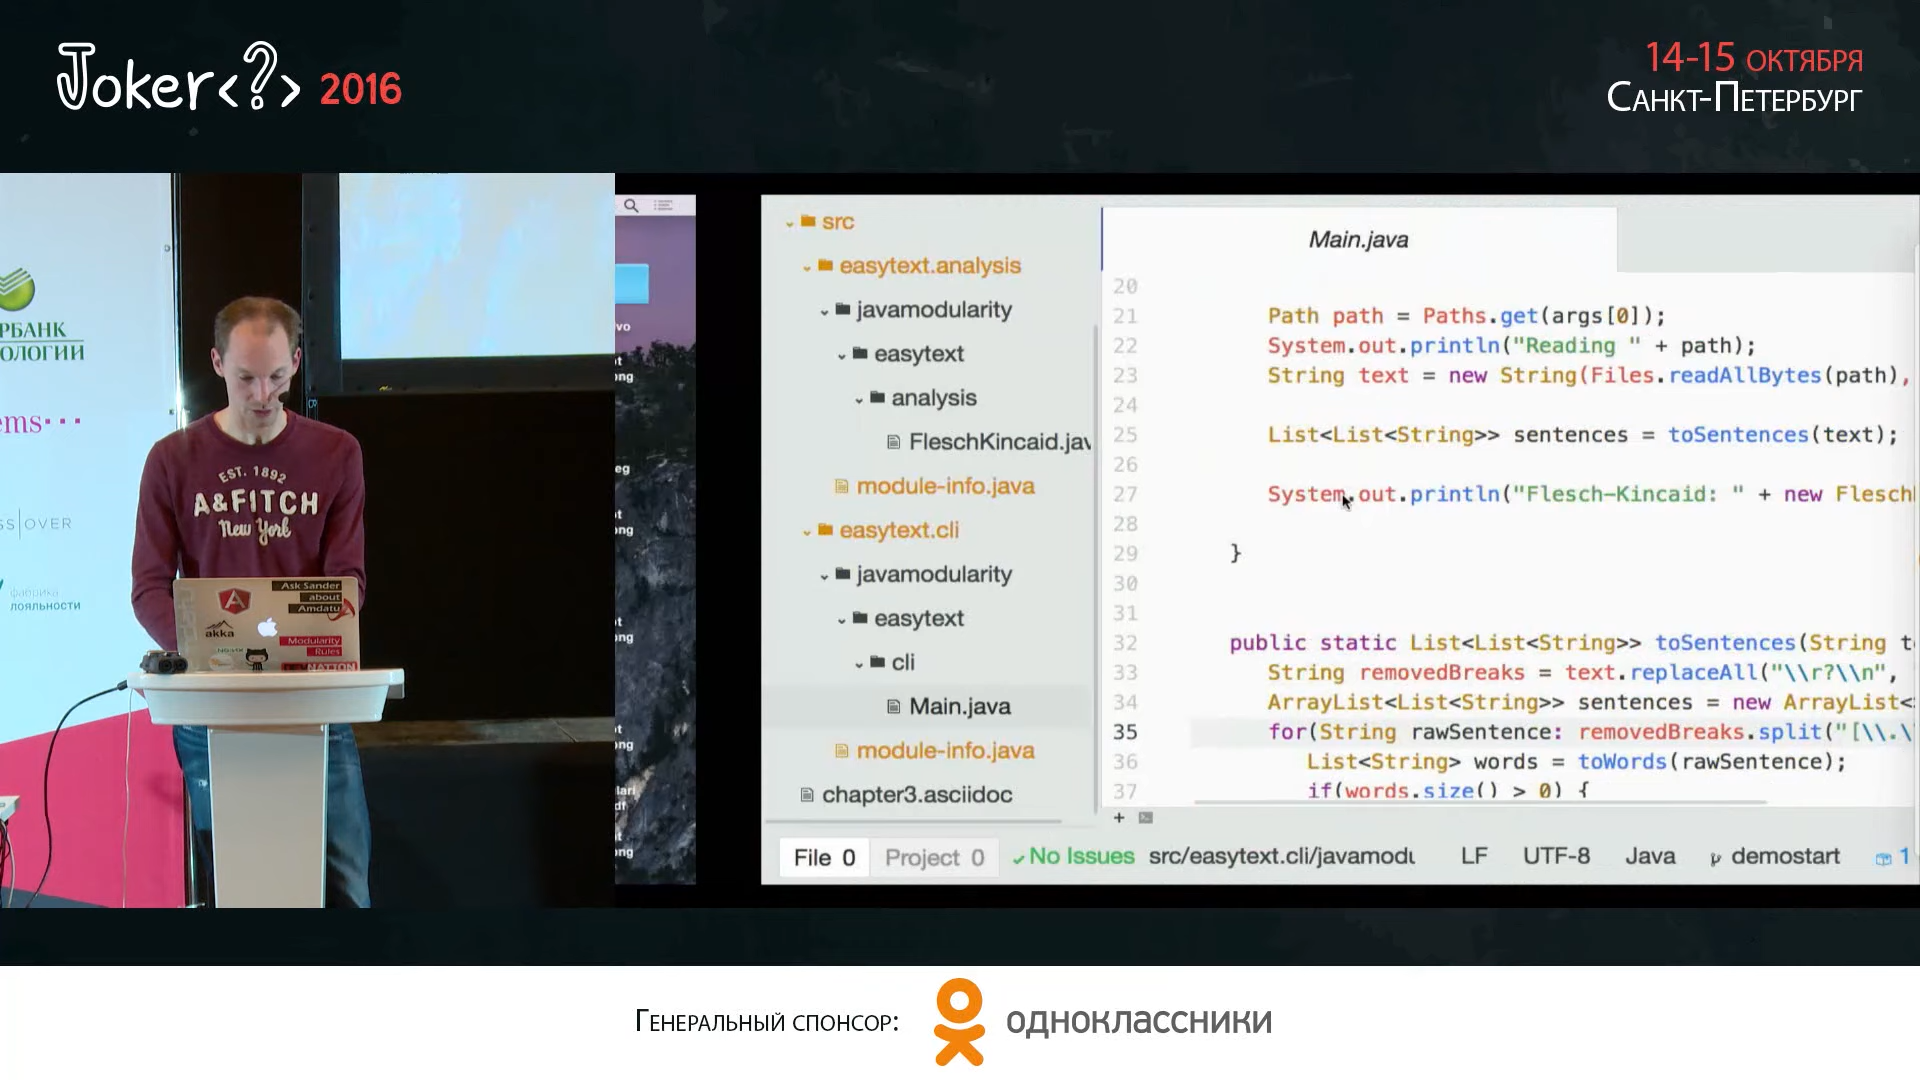 Joker<?> 2016
14-15 октября
Санкт-Петербург
EST. 1892
A&FITCH
New York
Ask Sander
about
Amdatu
akka
Modularity
Rules
NATION
src
easytext.analysis
javamodularity
easytext
analysis
FleschKincaid.jav
module-info.java
easytext.cli
javamodularity
easytext
cli
Main.java
module-info.java
chapter3.asciidoc
Main.java
20
21 Path path = Paths.get(args[0]);
22 System.out.println("Reading " + path);
23 String text = new String(Files.readAllBytes(path),
24
25 List<List<String>> sentences = toSentences(text);
26
27 System.out.println("Flesch-Kincaid: " + new Flesch
28
29 }
30
31
32 public static List<List<String>> toSentences(String t
33 String removedBreaks = text.replaceAll("\\r?\\n",
34 ArrayList<List<String>> sentences = new ArrayList<
35 for(String rawSentence: removedBreaks.split("[\\.\
36 List<String> words = toWords(rawSentence);
37 if(words.size() > 0) {
File 0 Project 0 No Issues src/easytext.cli/javamodu LF UTF-8 Java demostart 1
Генеральный спонсор:
одноклассники